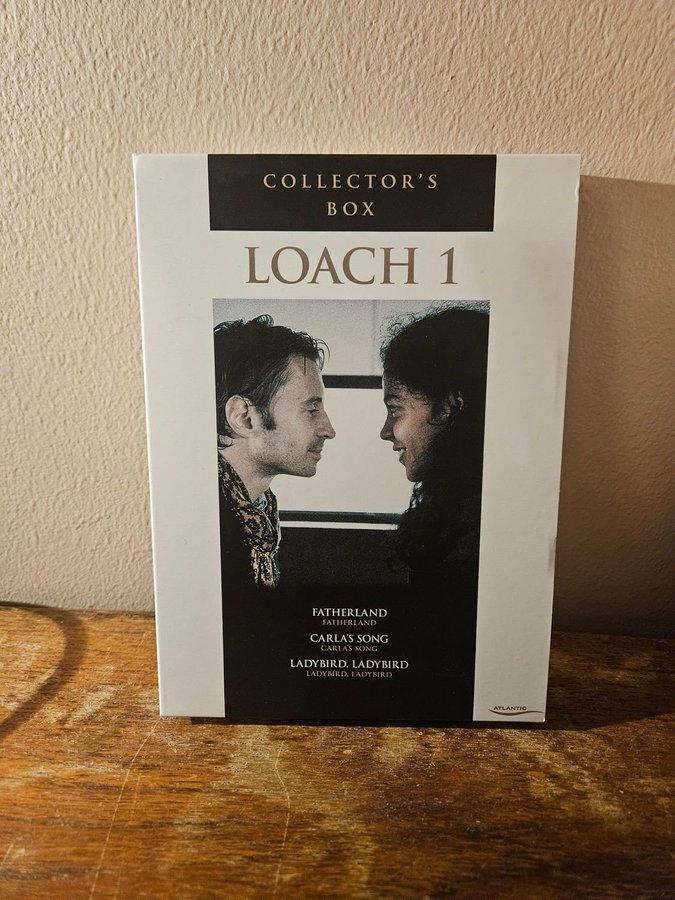 COLLECTOR'S
BOX
LOACH 1
FATHERLAND
FATHERLAND
CARLA'S SONG
CARLA'S SONG
LADYBIRD, LADYBIRD
LADYBIRD, LADYBIRD
ATLANTIC